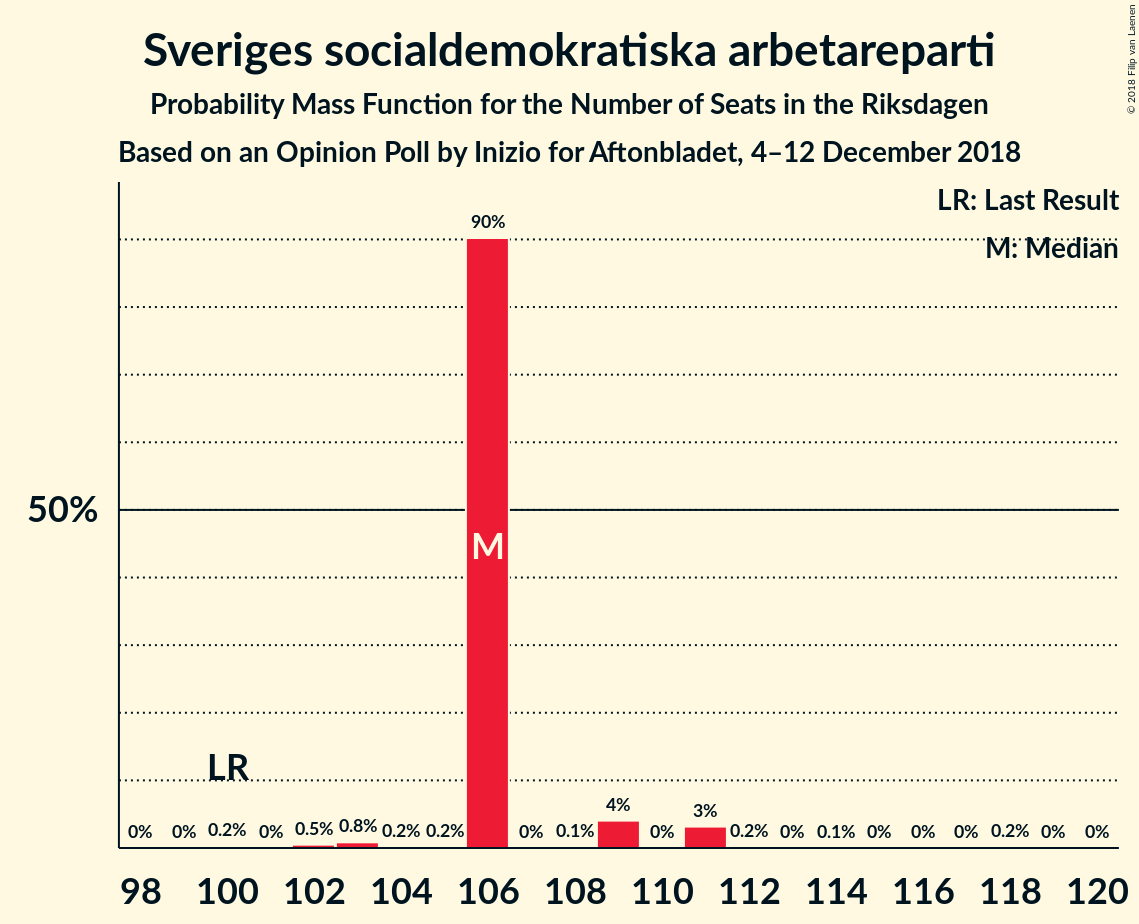 Sveriges socialdemokratiska arbetareparti
Probability Mass Function for the Number of Seats in the Riksdagen
Based on an Opinion Poll by Inizio for Aftonbladet, 4–12 December 2018
© 2018 Filip van Laenen
LR: Last Result
M: Median
90%
50%
M
LR
0% 0% 0.2% 0% 0.5% 0.8% 0.2% 0.2% 0% 0.1% 4% 0% 3% 0.2% 0% 0.1% 0% 0% 0% 0.2% 0% 0%
98 100 102 104 106 108 110 112 114 116 118 120